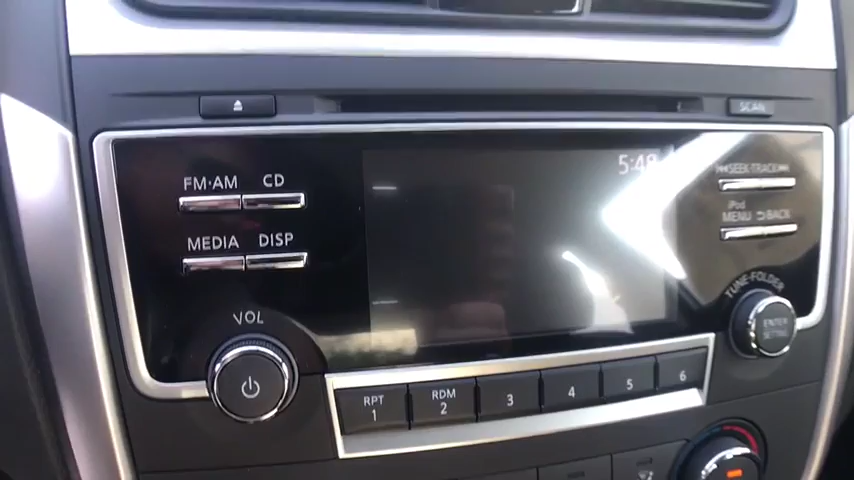 SCAN
FM·AM CD
5:48
SEEK·TRACK
iPod
MENU BACK
MEDIA DISP
TUNE·FOLDER
VOL
ENTER
SETTING
RPT
1
RDM
2
3
4
5
6